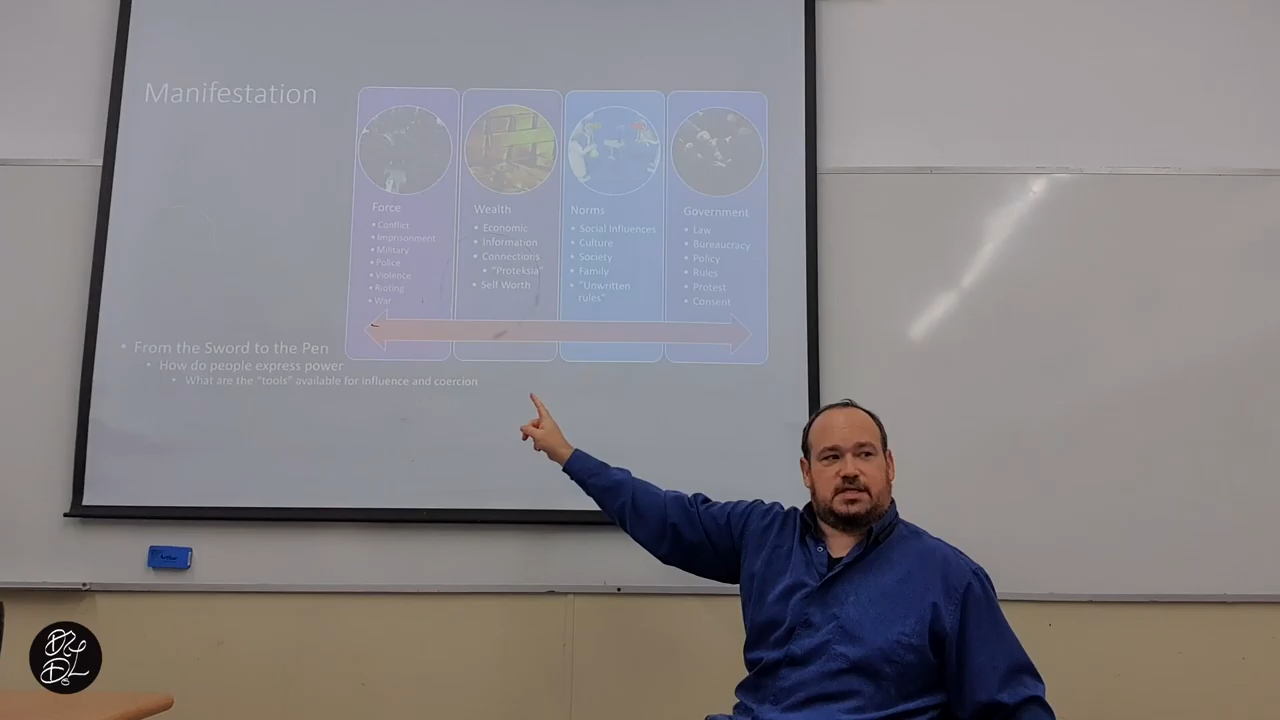 Manifestation
Force
• Conflict
• Imprisonment
• Military
• Police
• Violence
• Rioting
• War
Wealth
• Economic
• Information
• Connections
• "Proteksia"
• Self Worth
Norms
• Social Influences
• Culture
• Society
• Family
• "Unwritten
rules"
Government
• Law
• Bureaucracy
• Policy
• Rules
• Protest
• Consent
• From the Sword to the Pen
• How do people express power
• What are the "tools" available for influence and coercion